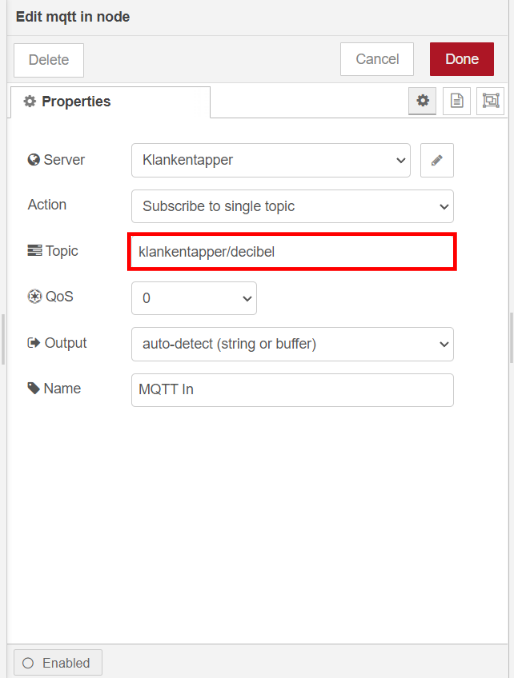 Edit mqtt in node
Delete
Cancel
Done
Properties
Server
Klankentapper
Action
Subscribe to single topic
Topic
klankentapper/decibel
QoS
0
Output
auto-detect (string or buffer)
Name
MQTT In
Enabled